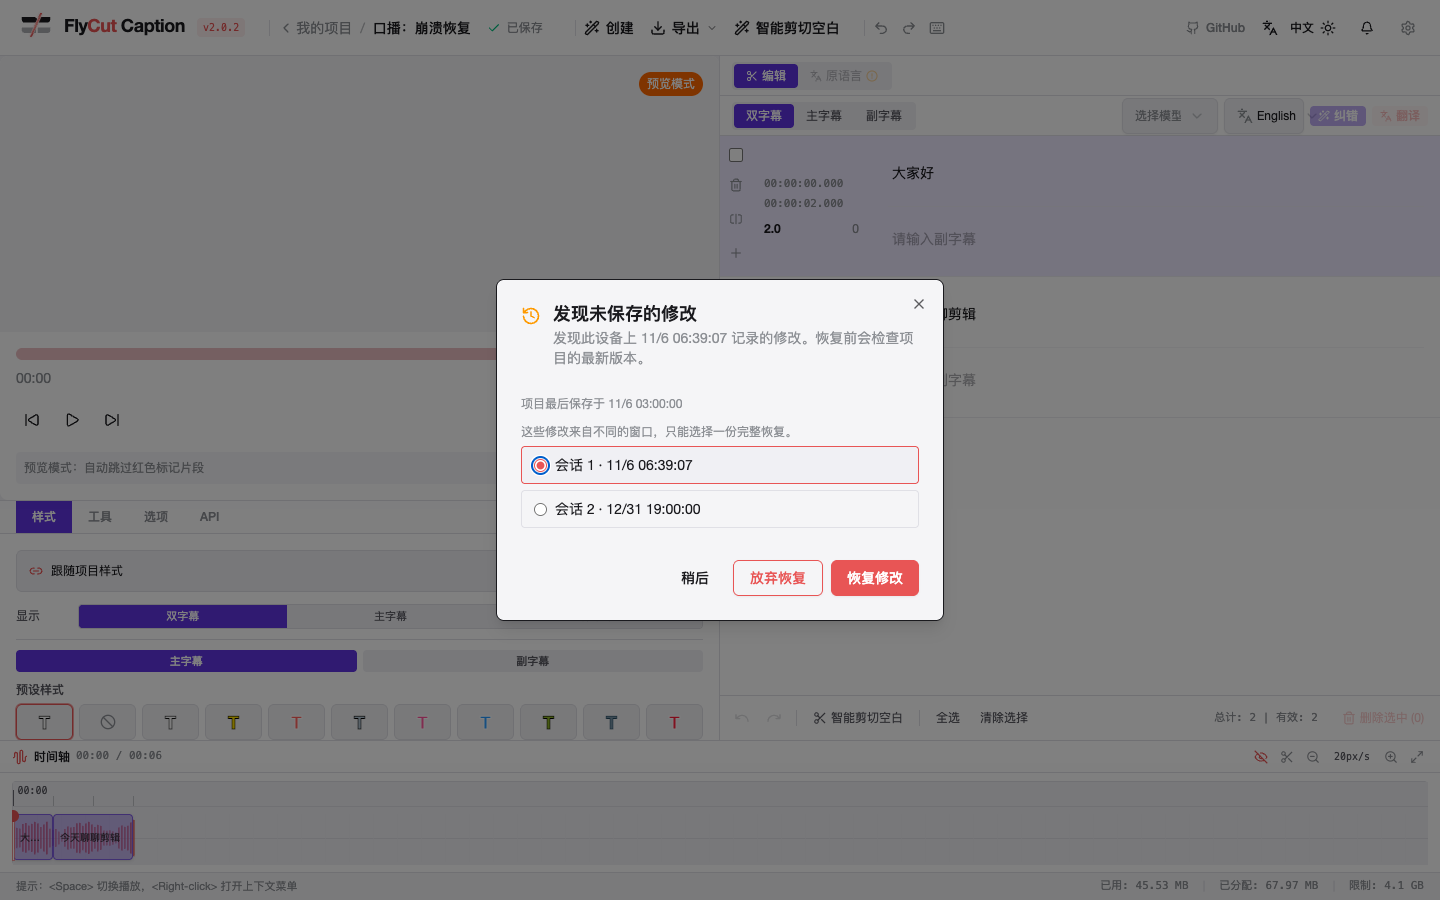 FlyCut Caption v2.0.2 我的项目 / 口播：崩溃恢复 已保存 创建 导出 智能剪切空白 GitHub 中文
预览模式
编辑 原语言
双字幕 主字幕 副字幕 选择模型 English 纠错 翻译
大家好
00:00:00.000
00:00:02.000
2.0 0
请输入副字幕
发现未保存的修改
发现此设备上 11/6 06:39:07 记录的修改。恢复前会检查项
目的最新版本。
项目最后保存于 11/6 03:00:00
这些修改来自不同的窗口，只能选择一份完整恢复。
会话 1 · 11/6 06:39:07
会话 2 · 12/31 19:00:00
稍后 放弃恢复 恢复修改
剪辑
字幕
00:00
预览模式：自动跳过红色标记片段
样式 工具 选项 API
跟随项目样式
显示 双字幕 主字幕
主字幕 副字幕
预设样式
T T T T T T T T T T
智能剪切空白 全选 清除选择 总计: 2 | 有效: 2 删除选中 (0)
时间轴 00:00 / 00:06 20px/s
00:00
大... 今天聊聊剪辑
提示：<Space> 切换播放，<Right-click> 打开上下文菜单 已用: 45.53 MB 已分配: 67.97 MB 限制: 4.1 GB